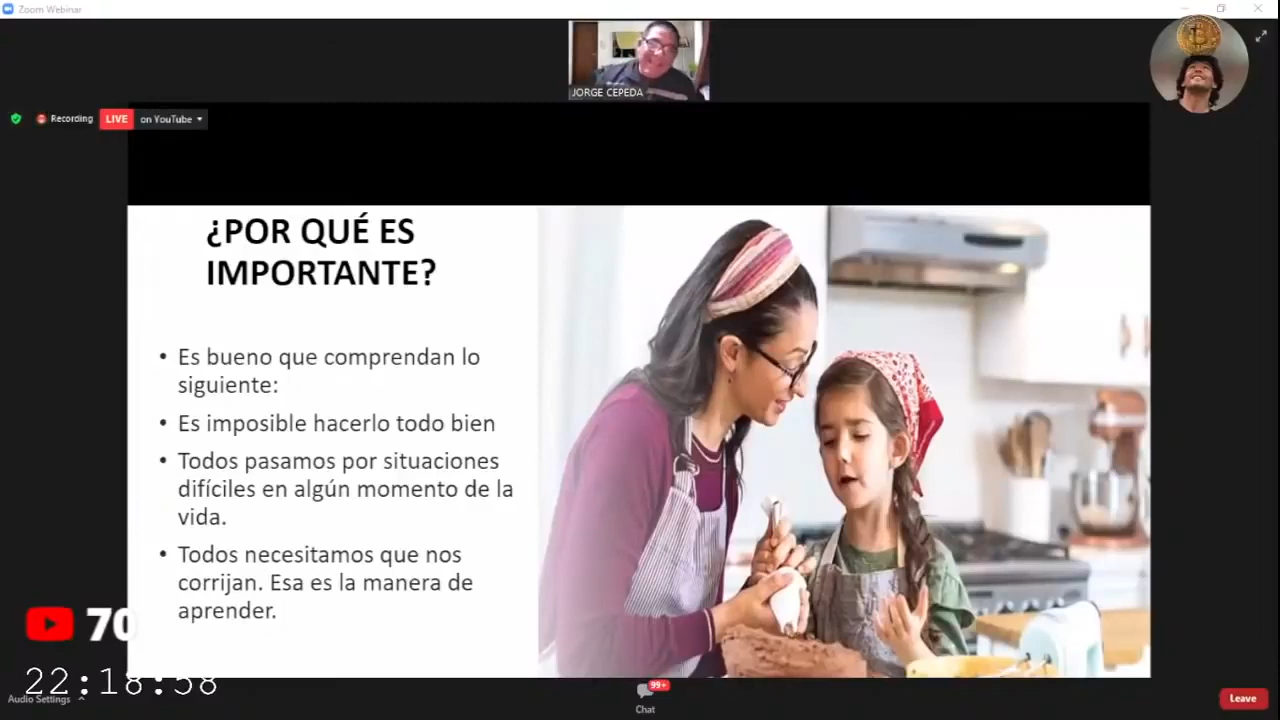 Zoom Webinar
JORGE CEPEDA
Recording
LIVE
on YouTube
¿POR QUÉ ES
IMPORTANTE?
• Es bueno que comprendan lo
siguiente:
• Es imposible hacerlo todo bien
• Todos pasamos por situaciones
difíciles en algún momento de la
vida.
• Todos necesitamos que nos
corrijan. Esa es la manera de
aprender.
70
22:18:58
Audio Settings
99+
Chat
Leave